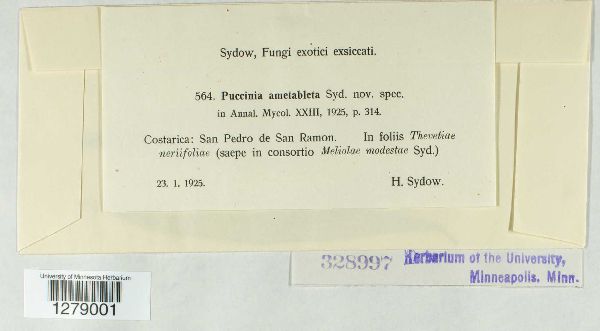 Sydow, Fungi exotici exsiccati.
564. Puccinia ametableta Syd. nov. spec.
in Annal. Mycol. XXIII, 1925, p. 314.
Costarica: San Pedro de San Ramon. In foliis Thevetiae
neriifoliae (saepe in consortio Meliolae modestae Syd.)
23. 1. 1925. H. Sydow.
328997 Herbarium of the University,
Minneapolis. Minn.
University of Minnesota Herbarium
1279001